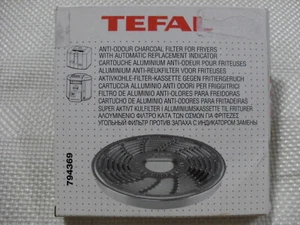 TEFAL
ANTI-ODOUR CHARCOAL FILTER FOR FRYERS
WITH AUTOMATIC REPLACEMENT INDICATOR
CARTOUCHE ALUMINIUM ANTI-ODEUR POUR FRITEUSES
ALUMINIUM ANTI-REUKFILTER VOOR FRITEUSES
AKTIVKOHLE-FILTER-KASSETTE GEGEN FRITIERGERUCH
CARTUCCIA ALLUMINIO ANTI ODORI PER FRIGGITRICI
FILTRO DE ALUMINIO ANTI-OLORES PARA FREIDORAS
CARTUCHO DE ALUMINIO ANTI-ODORES PARA FRITADEIRAS
SUPER AKTIVT KULFILTER I ALUMINIUMSKASSETTE TIL FRITURE
ΑΛΟΥΜΙΝΕΝΙΟ ΦΙΛΤΡΟ ΚΑΤΑ ΤΩΝ ΟΣΜΩΝ ΓΙΑ ΦΡΙΤΕΖΕΣ
УГОЛЬНЫЙ ФИЛЬТР ПРОТИВ ЗАПАХА С ИНДИКАТОРОМ ЗАМЕНЫ
794369